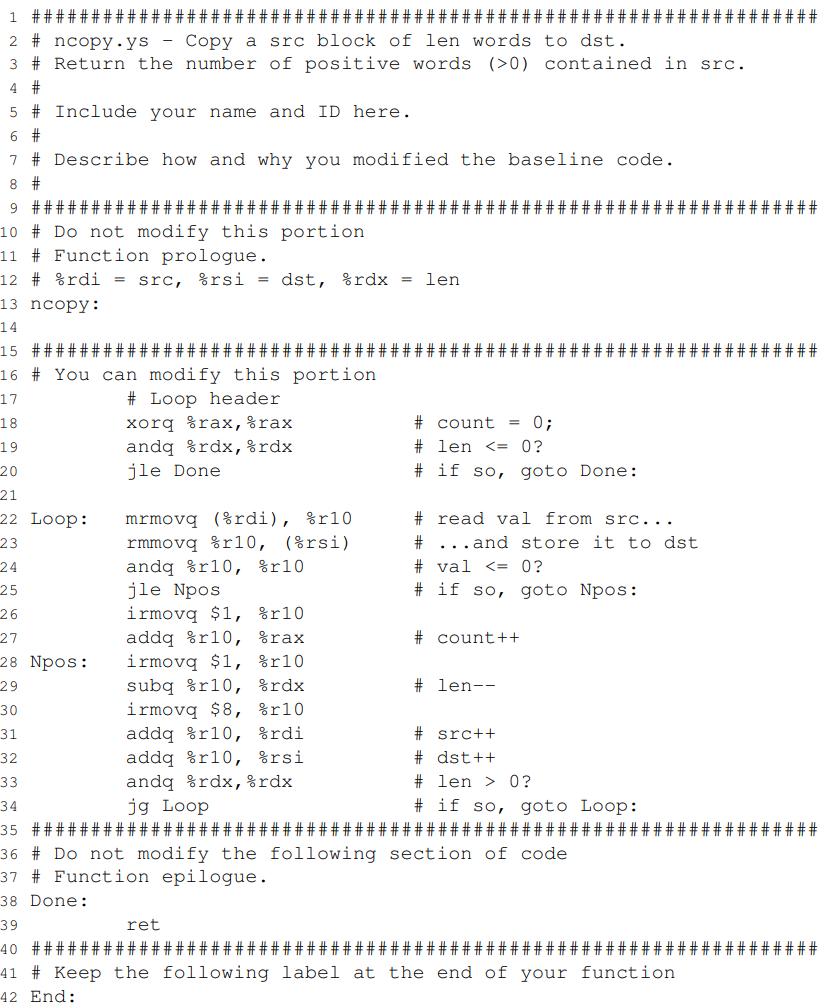 1 ##################################################################
2 # ncopy.ys - Copy a src block of len words to dst.
3 # Return the number of positive words (>0) contained in src.
4 #
5 # Include your name and ID here.
6 #
7 # Describe how and why you modified the baseline code.
8 #
9 ##################################################################
10 # Do not modify this portion
11 # Function prologue.
12 # %rdi = src, %rsi = dst, %rdx = len
13 ncopy:
14
15 ##################################################################
16 # You can modify this portion
17         # Loop header
18         xorq %rax,%rax          # count = 0;
19         andq %rdx,%rdx          # len <= 0?
20         jle Done                # if so, goto Done:
21
22 Loop:   mrmovq (%rdi), %r10     # read val from src...
23         rmmovq %r10, (%rsi)     # ...and store it to dst
24         andq %r10, %r10         # val <= 0?
25         jle Npos                # if so, goto Npos:
26         irmovq $1, %r10
27         addq %r10, %rax         # count++
28 Npos:   irmovq $1, %r10
29         subq %r10, %rdx         # len--
30         irmovq $8, %r10
31         addq %r10, %rdi         # src++
32         addq %r10, %rsi         # dst++
33         andq %rdx,%rdx          # len > 0?
34         jg Loop                 # if so, goto Loop:
35 ##################################################################
36 # Do not modify the following section of code
37 # Function epilogue.
38 Done:
39         ret
40 ##################################################################
41 # Keep the following label at the end of your function
42 End: